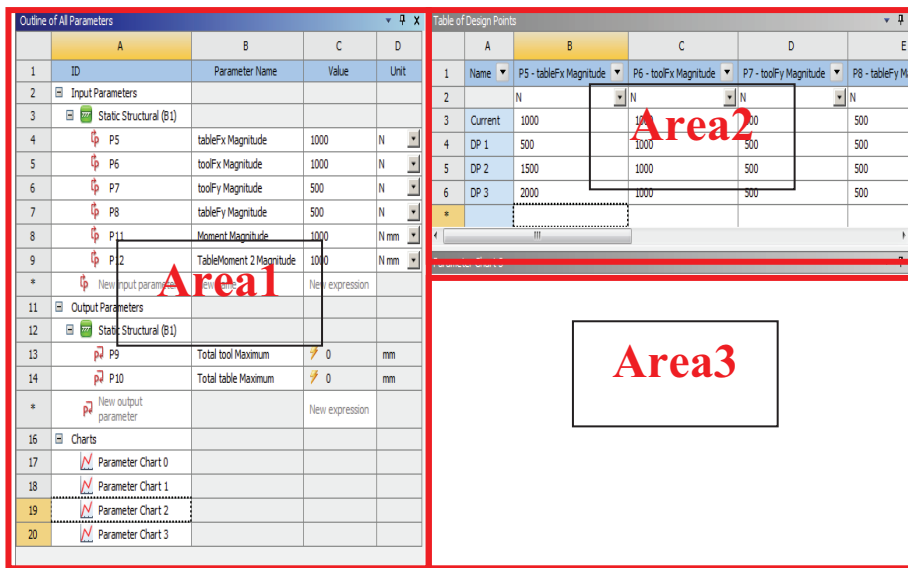 Outline of All Parameters
A B C D
1 ID Parameter Name Value Unit
2 Input Parameters
3 Static Structural (B1)
4 P5 tableFx Magnitude 1000 N
5 P6 toolFx Magnitude 1000 N
6 P7 toolFy Magnitude 500 N
7 P8 tableFy Magnitude 500 N
8 P11 Moment Magnitude 1000 N mm
9 P12 TableMoment 2 Magnitude 1000 N mm
* New input parameter New name New expression
Area1
11 Output Parameters
12 Static Structural (B1)
13 P9 Total tool Maximum 0 mm
14 P10 Total table Maximum 0 mm
* New output parameter New expression
16 Charts
17 Parameter Chart 0
18 Parameter Chart 1
19 Parameter Chart 2
20 Parameter Chart 3
Table of Design Points
A B C D E
1 Name P5 - tableFx Magnitude P6 - toolFx Magnitude P7 - toolFy Magnitude P8 - tableFy M
2 N N N N
3 Current 1000 1000 500 500
Area2
4 DP 1 500 1000 500 500
5 DP 2 1500 1000 500 500
6 DP 3 2000 1000 500 500
*
Area3